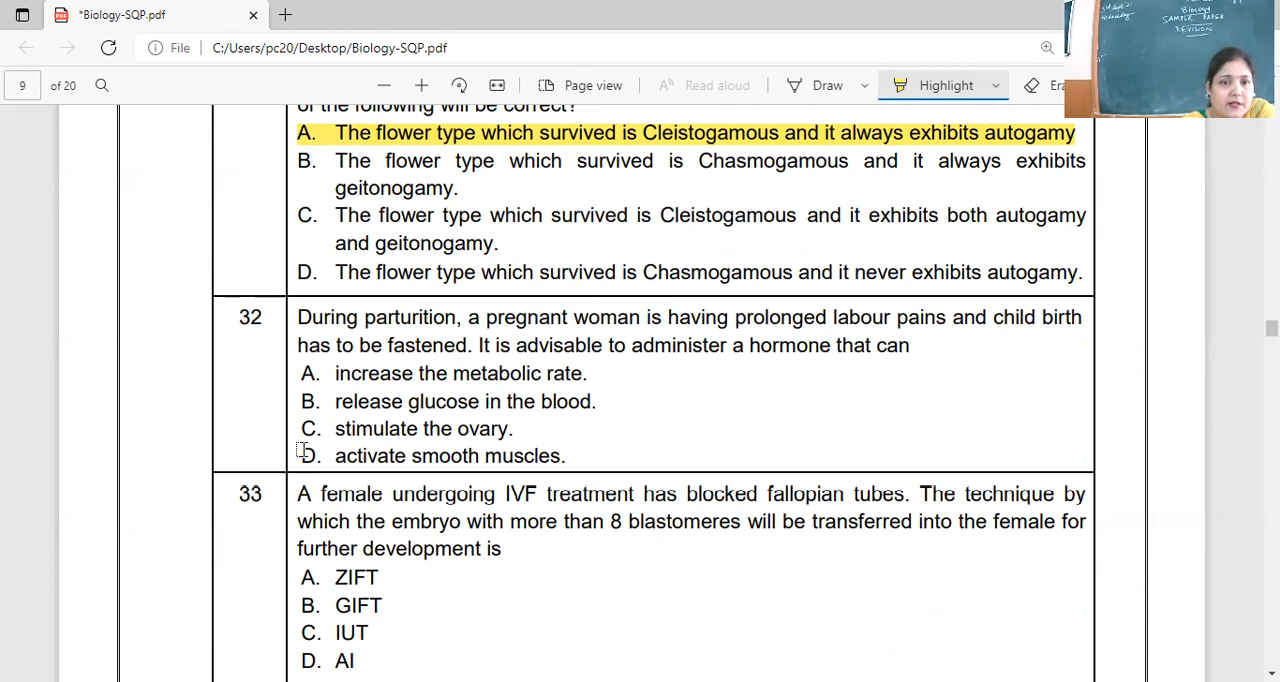 *Biology-SQP.pdf
File C:/Users/pc20/Desktop/Biology-SQP.pdf
9 of 20 Page view Read aloud Draw Highlight Era
Biology
SAMPLE PAPER
REVISION
of the following will be correct?
A. The flower type which survived is Cleistogamous and it always exhibits autogamy
B. The flower type which survived is Chasmogamous and it always exhibits
geitonogamy.
C. The flower type which survived is Cleistogamous and it exhibits both autogamy
and geitonogamy.
D. The flower type which survived is Chasmogamous and it never exhibits autogamy.
32 During parturition, a pregnant woman is having prolonged labour pains and child birth
has to be fastened. It is advisable to administer a hormone that can
A. increase the metabolic rate.
B. release glucose in the blood.
C. stimulate the ovary.
D. activate smooth muscles.
33 A female undergoing IVF treatment has blocked fallopian tubes. The technique by
which the embryo with more than 8 blastomeres will be transferred into the female for
further development is
A. ZIFT
B. GIFT
C. IUT
D. AI